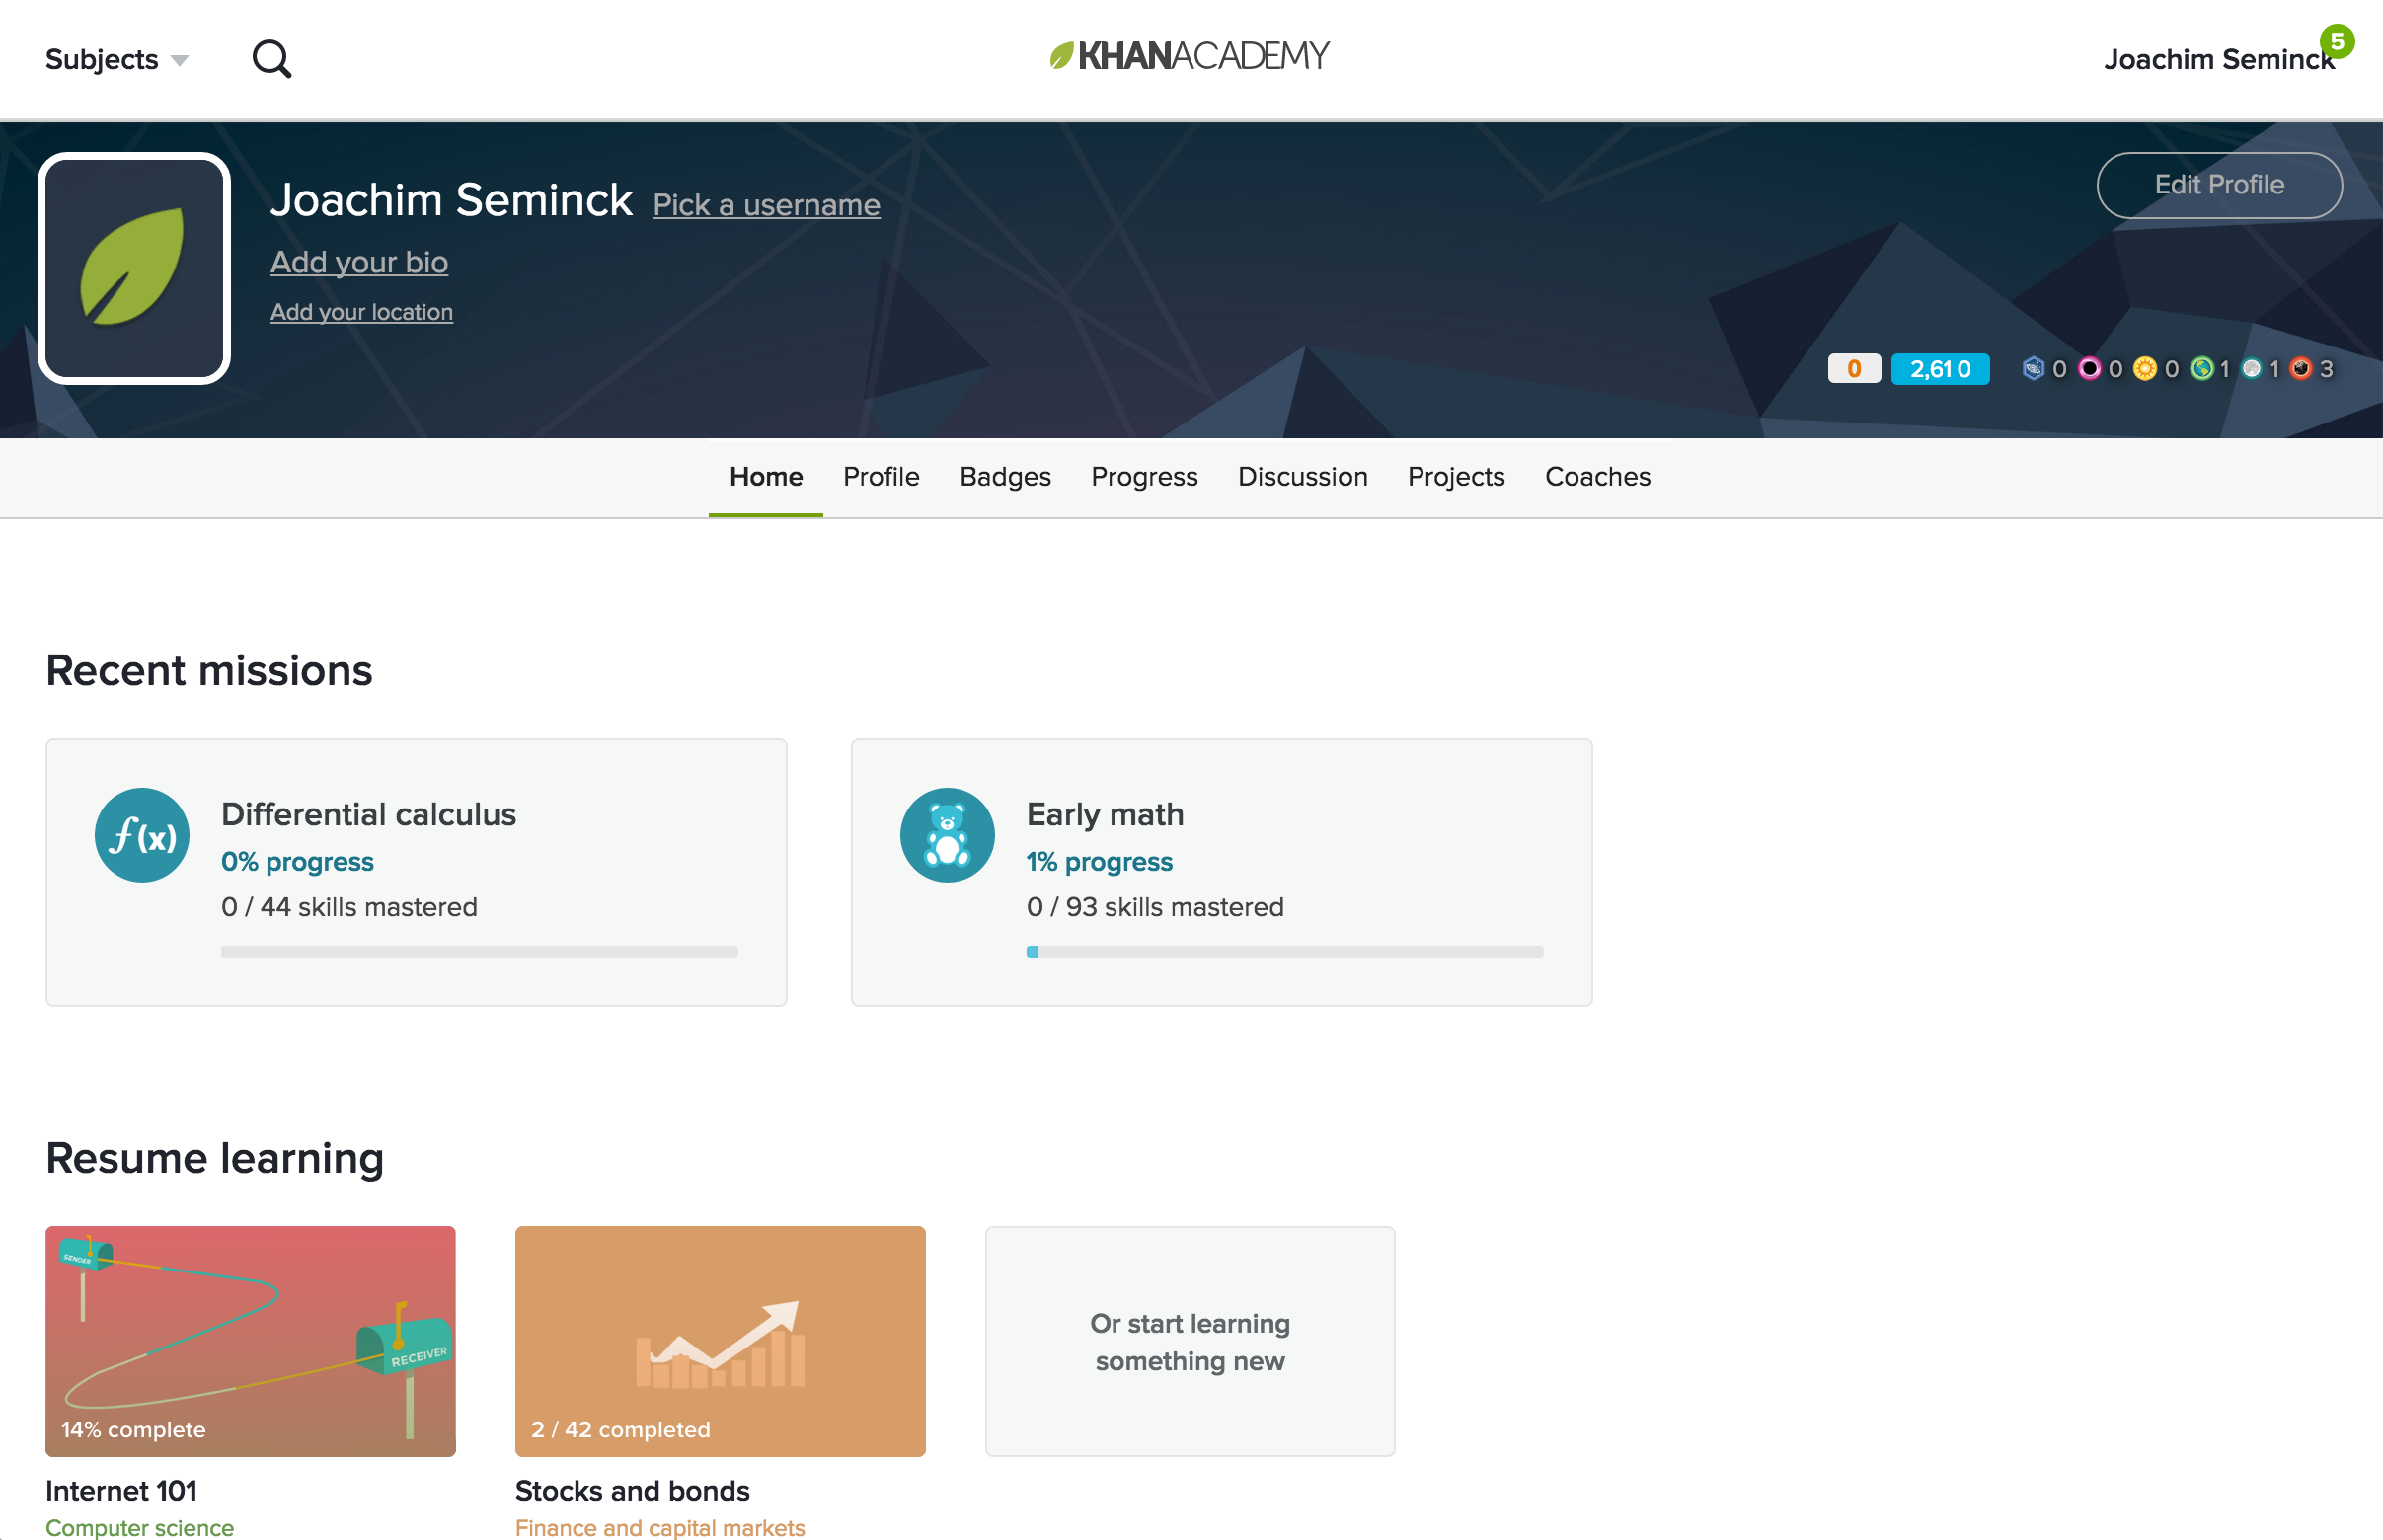 Subjects
KHANACADEMY
Joachim Seminck
5
Joachim Seminck Pick a username
Edit Profile
Add your bio
Add your location
0 2,610 0 0 0 1 1 3
Home Profile Badges Progress Discussion Projects Coaches
Recent missions
f(x)
Differential calculus
0% progress
0 / 44 skills mastered
Early math
1% progress
0 / 93 skills mastered
Resume learning
SENDER
RECEIVER
14% complete
Internet 101
Computer science
2 / 42 completed
Stocks and bonds
Finance and capital markets
Or start learning
something new